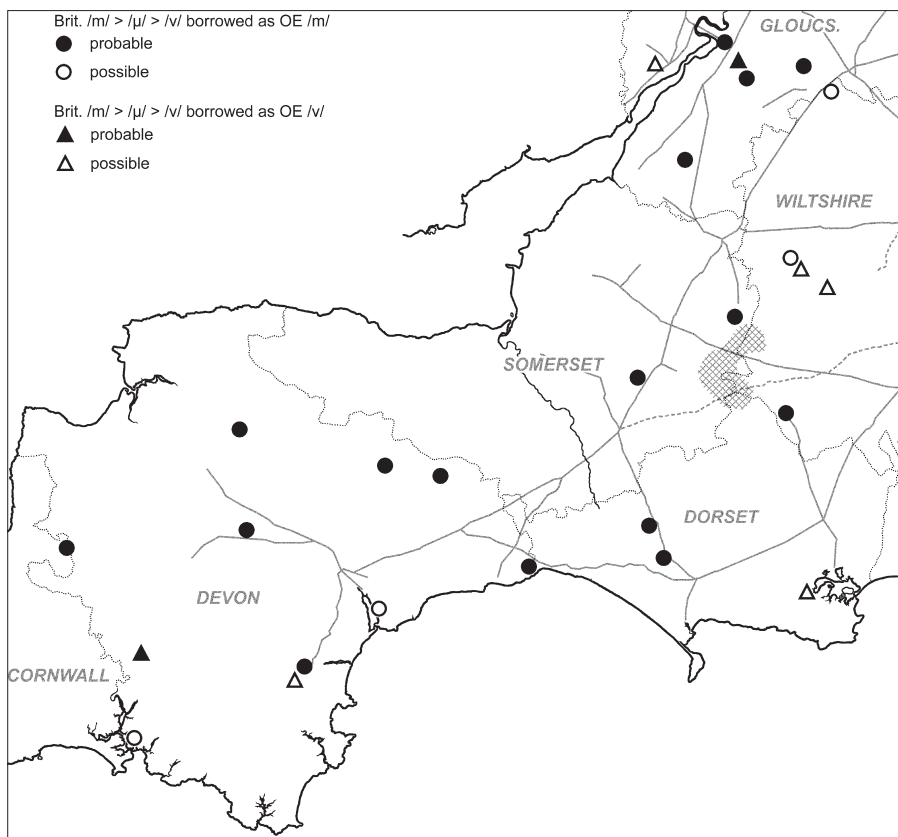 Brit. /m/ > /µ/ > /v/ borrowed as OE /m/
probable
possible
Brit. /m/ > /µ/ > /v/ borrowed as OE /v/
probable
possible
GLOUCS.
WILTSHIRE
SOMERSET
DORSET
DEVON
CORNWALL